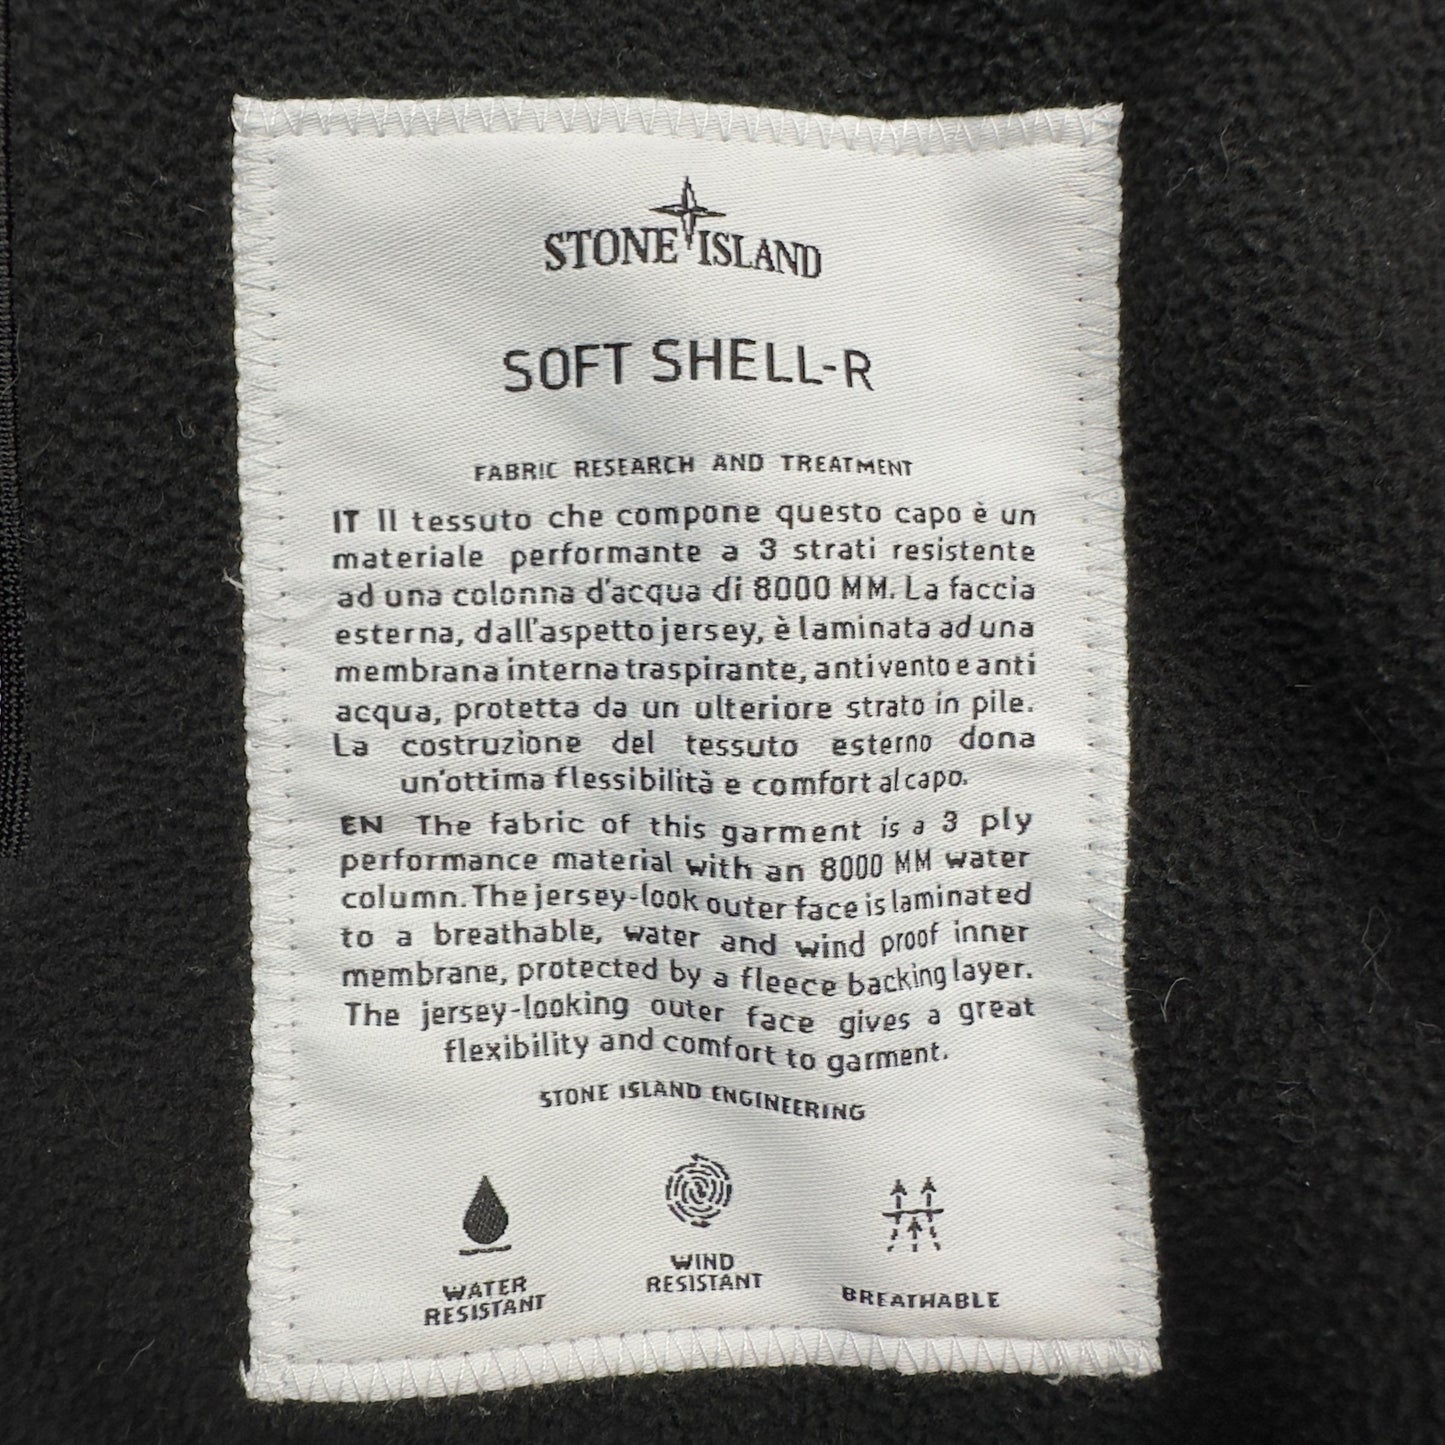 STONE ISLAND
SOFT SHELL-R
FABRIC RESEARCH AND TREATMENT
IT Il tessuto che compone questo capo è un
materiale performante a 3 strati resistente
ad una colonna d'acqua di 8000 MM. La faccia
esterna, dall'aspetto jersey, è laminata ad una
membrana interna traspirante, antivento e anti
acqua, protetta da un ulteriore strato in pile.
La costruzione del tessuto esterno dona
un'ottima flessibilità e comfort al capo.
EN The fabric of this garment is a 3 ply
performance material with an 8000 MM water
column. The jersey-look outer face is laminated
to a breathable, water and wind proof inner
membrane, protected by a fleece backing layer.
The jersey-looking outer face gives a great
flexibility and comfort to garment.
STONE ISLAND ENGINEERING
WATER
RESISTANT
WIND
RESISTANT
BREATHABLE